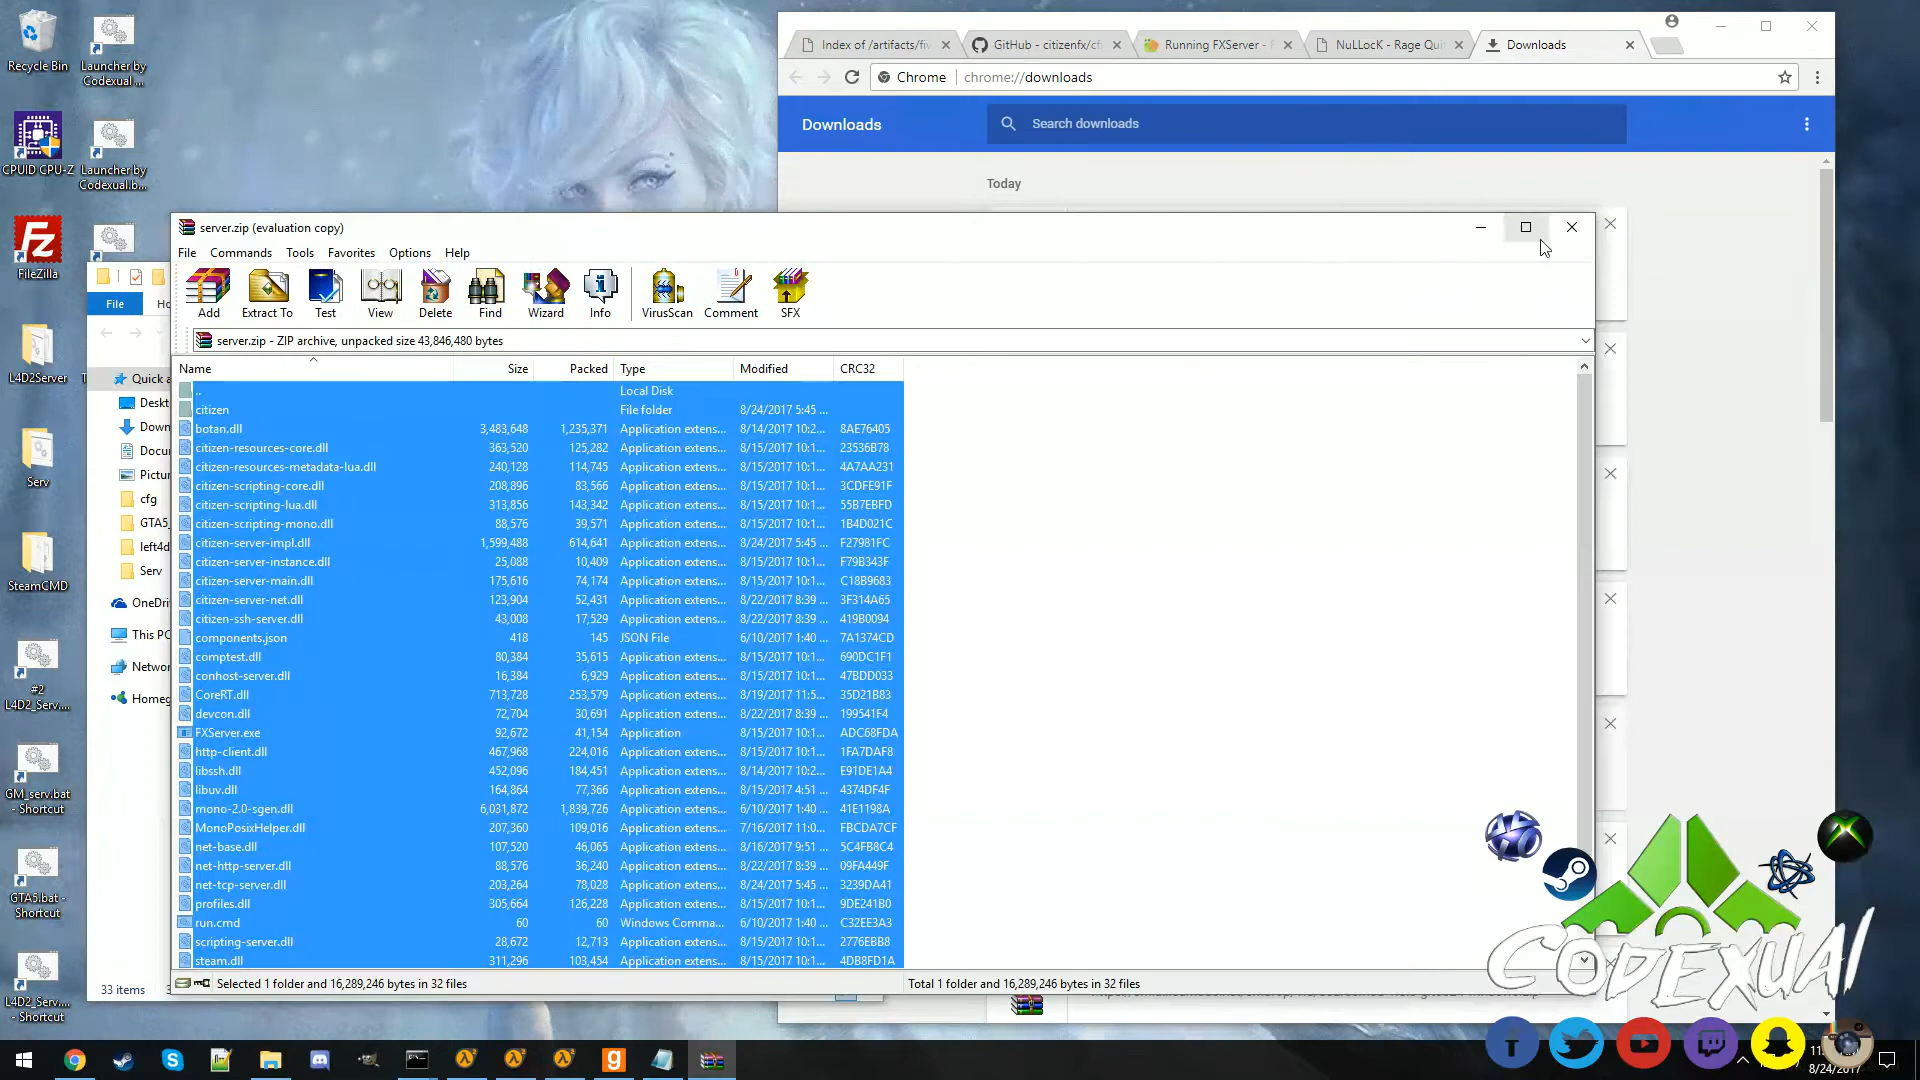 Recycle Bin
Launcher by
Codexual ...
CPUID CPU-Z
Launcher by
Codexual.b...
FileZilla
L4D2Server
Serv
SteamCMD
#2
L4D2_Serv....
GM_serv.bat
- Shortcut
GTA5.bat -
Shortcut
L4D2_Serv....
- Shortcut
Index of /artifacts/fiv
GitHub - citizenfx/cf
Running FXServer - F
NuLLocK - Rage Qui
Downloads
Chrome
chrome://downloads
Downloads
Search downloads
Today
File
Quick a
Deskt
Down
Docu
Pictur
cfg
GTA5_
left4d
Serv
OneDri
This PC
Networ
Homeg
33 items
server.zip (evaluation copy)
File Commands Tools Favorites Options Help
Add Extract To Test View Delete Find Wizard Info VirusScan Comment SFX
server.zip - ZIP archive, unpacked size 43,846,480 bytes
Name Size Packed Type Modified CRC32
.. Local Disk
citizen File folder 8/24/2017 5:45 ...
botan.dll 3,483,648 1,235,371 Application extens... 8/14/2017 10:2... 8AE76405
citizen-resources-core.dll 363,520 125,282 Application extens... 8/15/2017 10:1... 23536B78
citizen-resources-metadata-lua.dll 240,128 114,745 Application extens... 8/15/2017 10:1... 4A7AA231
citizen-scripting-core.dll 208,896 83,566 Application extens... 8/15/2017 10:1... 3CDFE91F
citizen-scripting-lua.dll 313,856 143,342 Application extens... 8/15/2017 10:1... 55B7EBFD
citizen-scripting-mono.dll 88,576 39,571 Application extens... 8/15/2017 10:1... 1B4D021C
citizen-server-impl.dll 1,599,488 614,641 Application extens... 8/24/2017 5:45 ... F27981FC
citizen-server-instance.dll 25,088 10,409 Application extens... 8/15/2017 10:1... F79B343F
citizen-server-main.dll 175,616 74,174 Application extens... 8/15/2017 10:1... C18B9683
citizen-server-net.dll 123,904 52,431 Application extens... 8/22/2017 8:39 ... 3F314A65
citizen-ssh-server.dll 43,008 17,529 Application extens... 8/22/2017 8:39 ... 419B0094
components.json 418 145 JSON File 6/10/2017 1:40 ... 7A1374CD
comptest.dll 80,384 35,615 Application extens... 8/15/2017 10:1... 690DC1F1
conhost-server.dll 16,384 6,929 Application extens... 8/15/2017 10:1... 47BDD033
CoreRT.dll 713,728 253,579 Application extens... 8/19/2017 11:5... 35D21B83
devcon.dll 72,704 30,691 Application extens... 8/22/2017 8:39 ... 199541F4
FXServer.exe 92,672 41,154 Application 8/15/2017 10:1... ADC68FDA
http-client.dll 467,968 224,016 Application extens... 8/15/2017 10:1... 1FA7DAF8
libssh.dll 452,096 184,451 Application extens... 8/14/2017 10:2... E91DE1A4
libuv.dll 164,864 77,366 Application extens... 8/15/2017 4:51 ... 4374DF4F
mono-2.0-sgen.dll 6,031,872 1,839,726 Application extens... 6/10/2017 1:40 ... 41E1198A
MonoPosixHelper.dll 207,360 109,016 Application extens... 7/16/2017 11:0... FBCDA7CF
net-base.dll 107,520 46,065 Application extens... 8/16/2017 9:51 ... 5C4FB8C4
net-http-server.dll 88,576 36,240 Application extens... 8/22/2017 8:39 ... 09FA449F
net-tcp-server.dll 203,264 78,028 Application extens... 8/24/2017 5:45 ... 3239DA41
profiles.dll 305,664 126,228 Application extens... 8/15/2017 10:1... 9DE241B0
run.cmd 60 60 Windows Comma... 6/10/2017 1:40 ... C32EE3A3
scripting-server.dll 28,672 12,713 Application extens... 8/15/2017 10:1... 2776EBB8
steam.dll 311,296 103,454 Application extens... 8/15/2017 10:1... 4DB8FD1A
Selected 1 folder and 16,289,246 bytes in 32 files
Total 1 folder and 16,289,246 bytes in 32 files
CODEXUAL
8/24/2017